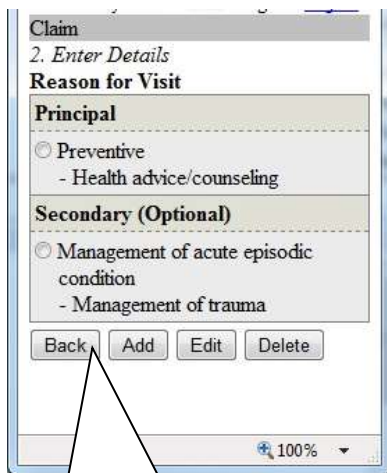 Claim
2. Enter Details
Reason for Visit
Principal
Preventive
- Health advice/counseling
Secondary (Optional)
Management of acute episodic
condition
- Management of trauma
Back Add Edit Delete
100%